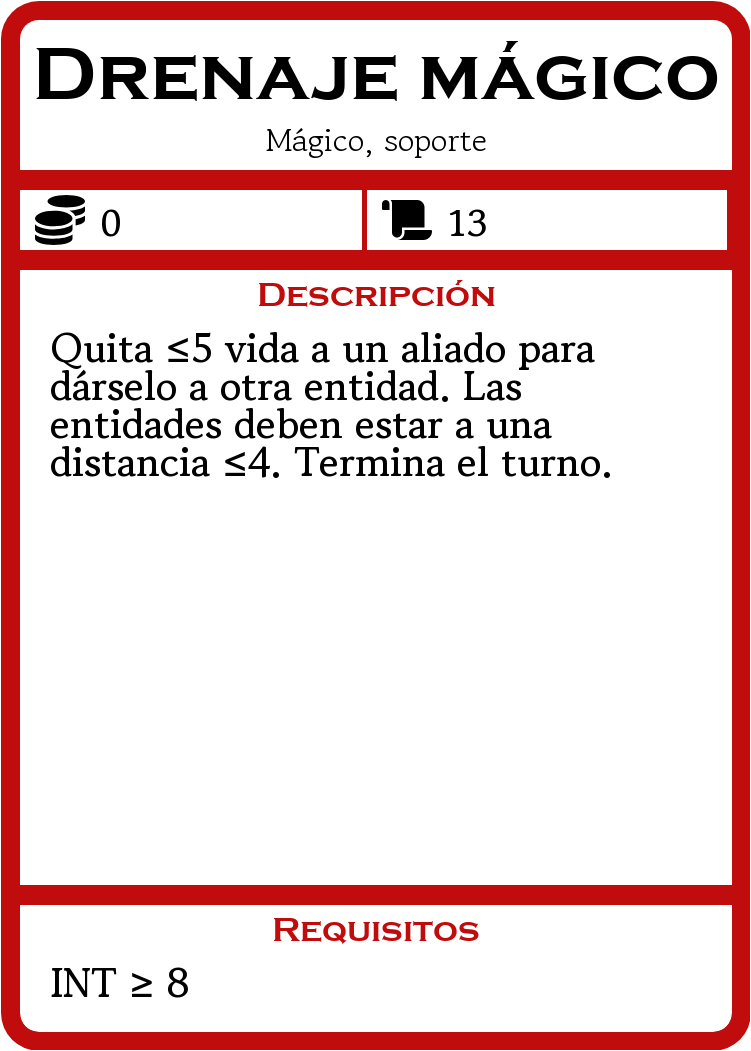 Drenaje mágico
Mágico, soporte
0
13
Descripción
Quita ≤5 vida a un aliado para
dárselo a otra entidad. Las
entidades deben estar a una
distancia ≤4. Termina el turno.
Requisitos
INT ≥ 8